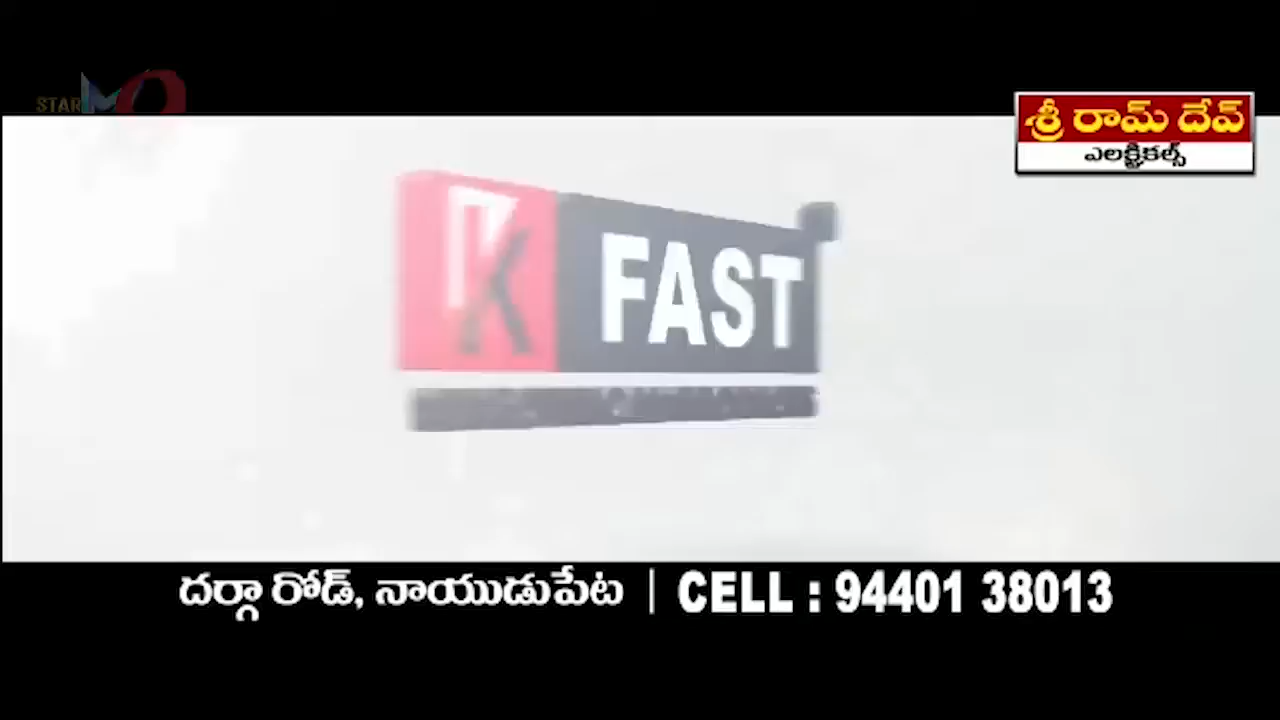 STAR
శ్రీ రామ్ దేవ్
ఎలక్ట్రికల్స్
K FAST
దర్గా రోడ్, నాయుడుపేట | CELL : 94401 38013